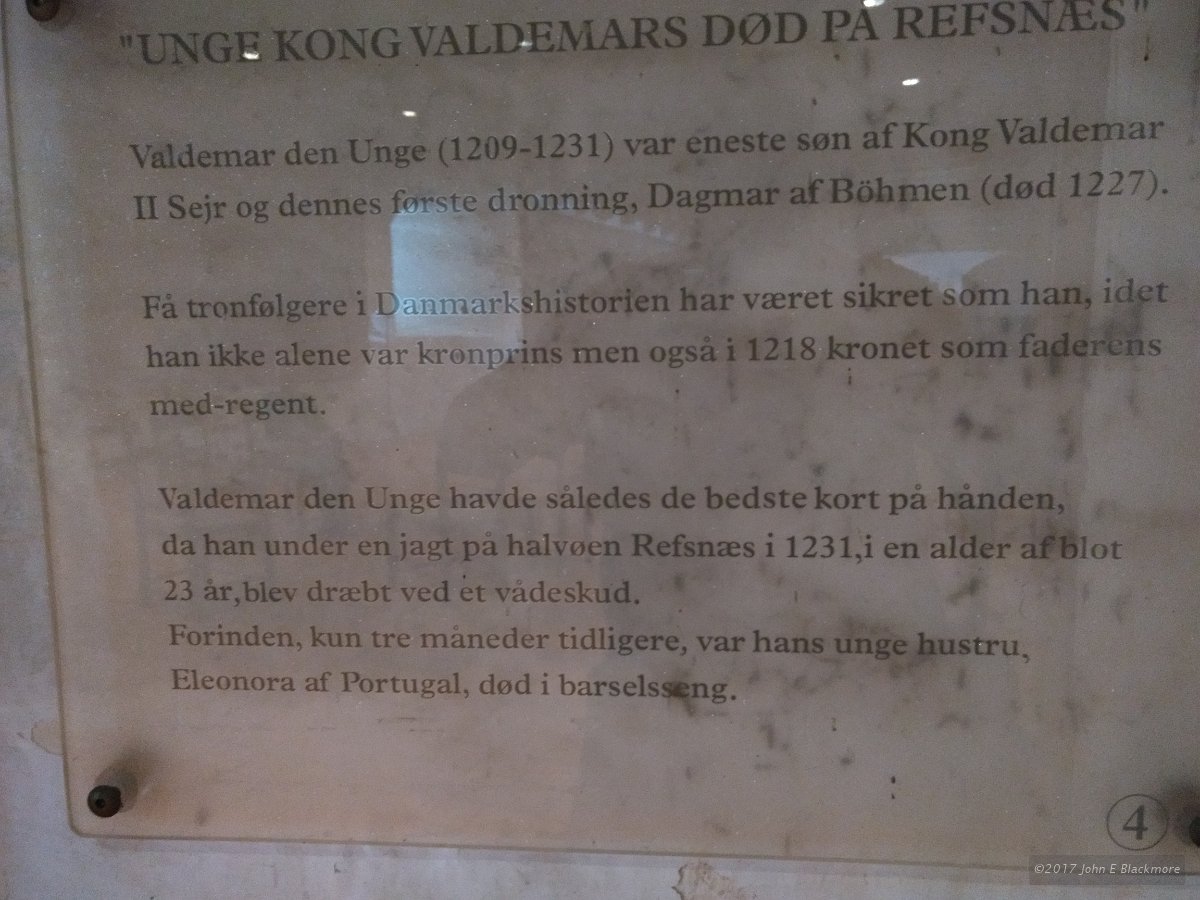 "UNGE KONG VALDEMARS DØD PÅ REFSNÆS"
Valdemar den Unge (1209-1231) var eneste søn af Kong Valdemar
II Sejr og dennes første dronning, Dagmar af Böhmen (død 1227).
Få tronfølgere i Danmarkshistorien har været sikret som han, idet
han ikke alene var kronprins men også i 1218 kronet som faderens
med-regent.
Valdemar den Unge havde således de bedste kort på hånden,
da han under en jagt på halvøen Refsnæs i 1231,i en alder af blot
23 år,blev dræbt ved et vådeskud.
Forinden, kun tre måneder tidligere, var hans unge hustru,
Eleonora af Portugal, død i barselsseng.
4
©2017 John E Blackmore